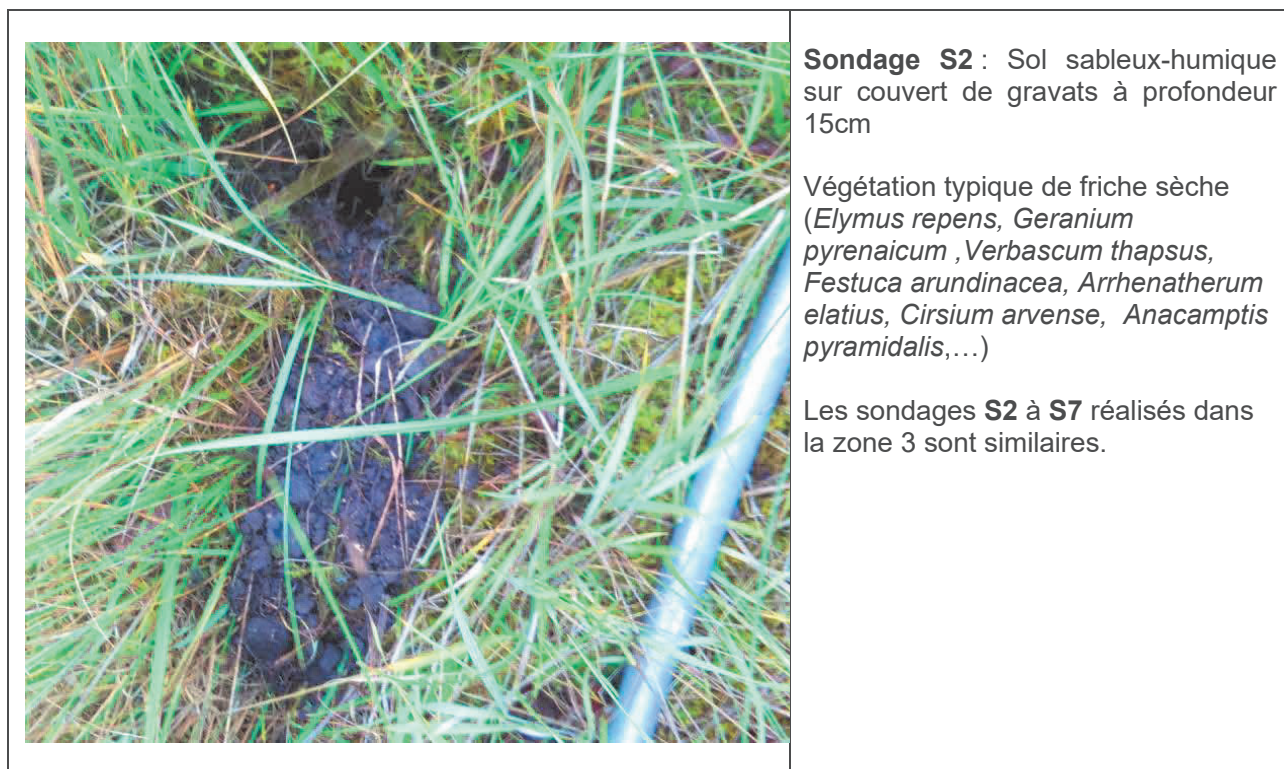 Sondage S2 : Sol sableux-humique
sur couvert de gravats à profondeur
15cm
Végétation typique de friche sèche
(Elymus repens, Geranium
pyrenaicum ,Verbascum thapsus,
Festuca arundinacea, Arrhenatherum
elatius, Cirsium arvense, Anacamptis
pyramidalis,…)
Les sondages S2 à S7 réalisés dans
la zone 3 sont similaires.